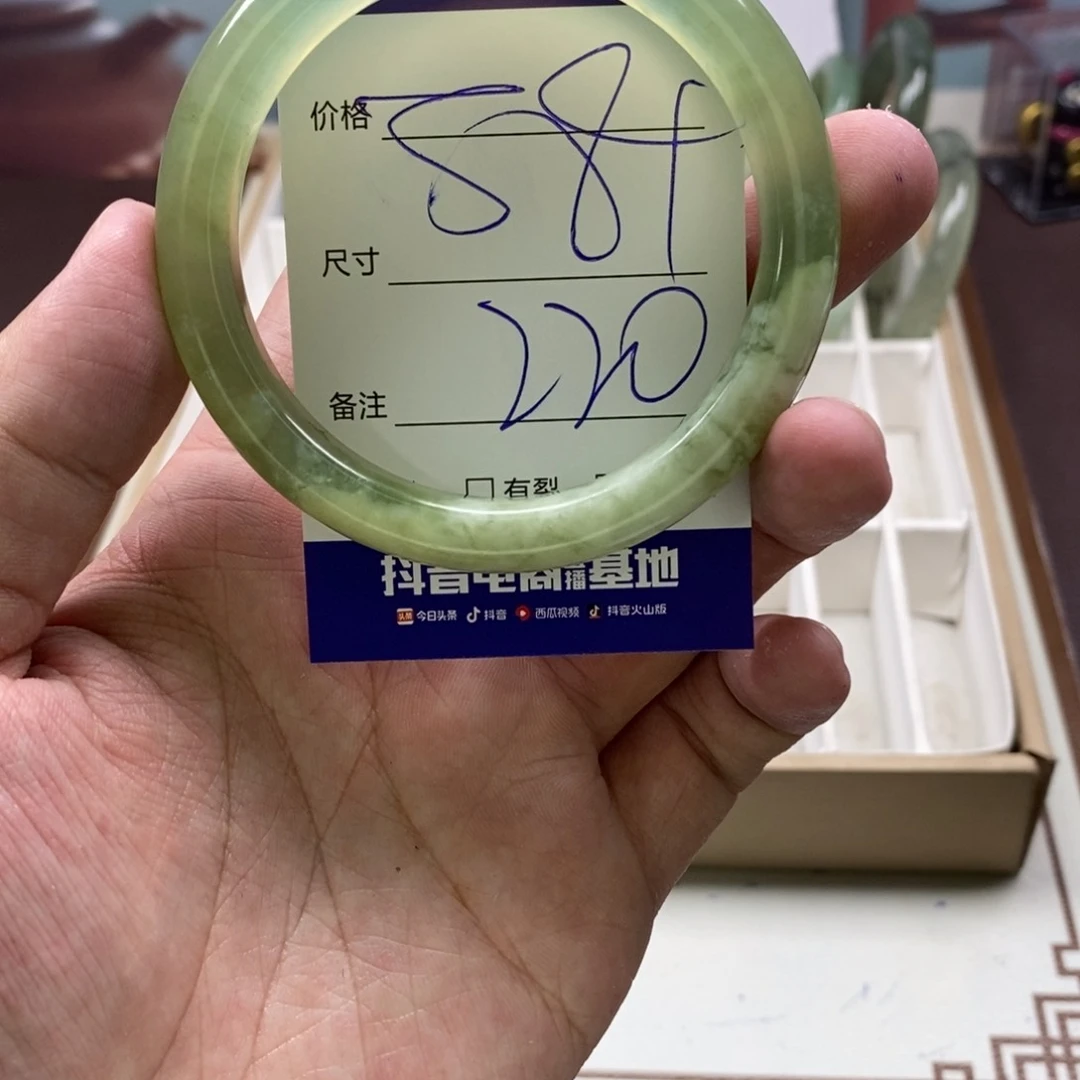 价格 58+
尺寸
220
备注
有裂
抖音电商直播基地
今日头条 抖音 西瓜视频 抖音火山版